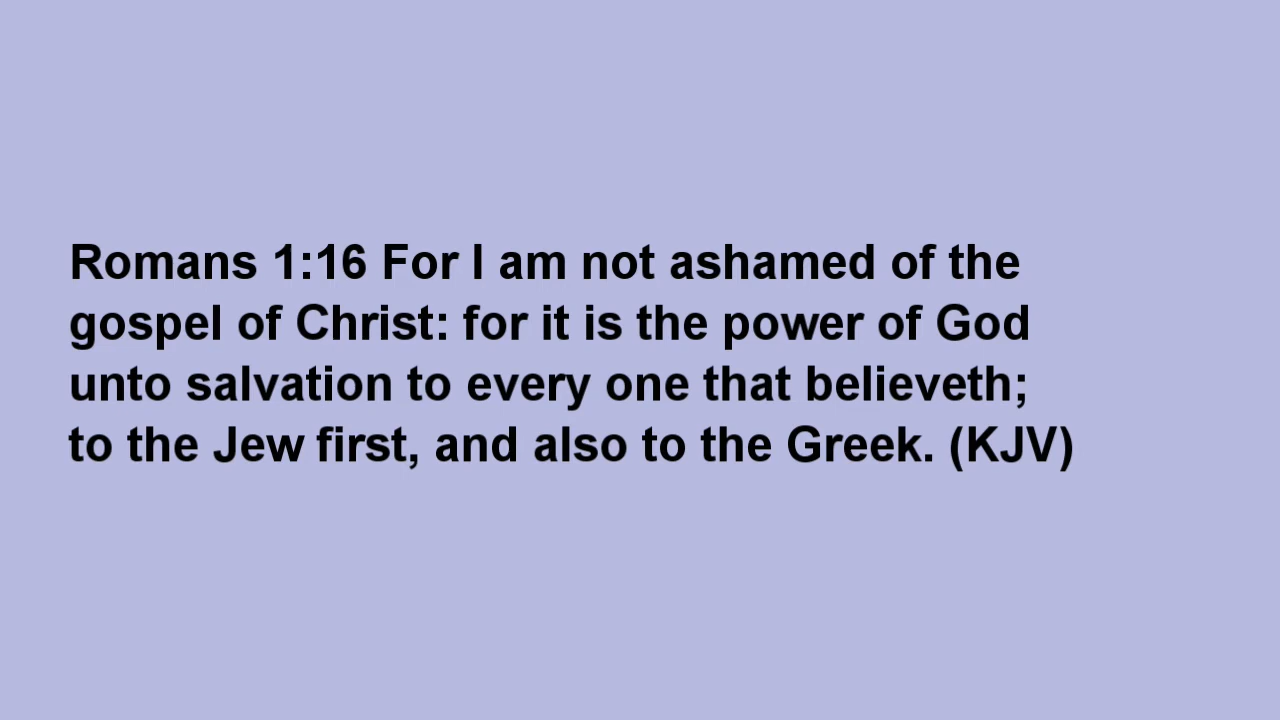 Romans 1:16 For I am not ashamed of the
gospel of Christ: for it is the power of God
unto salvation to every one that believeth;
to the Jew first, and also to the Greek. (KJV)